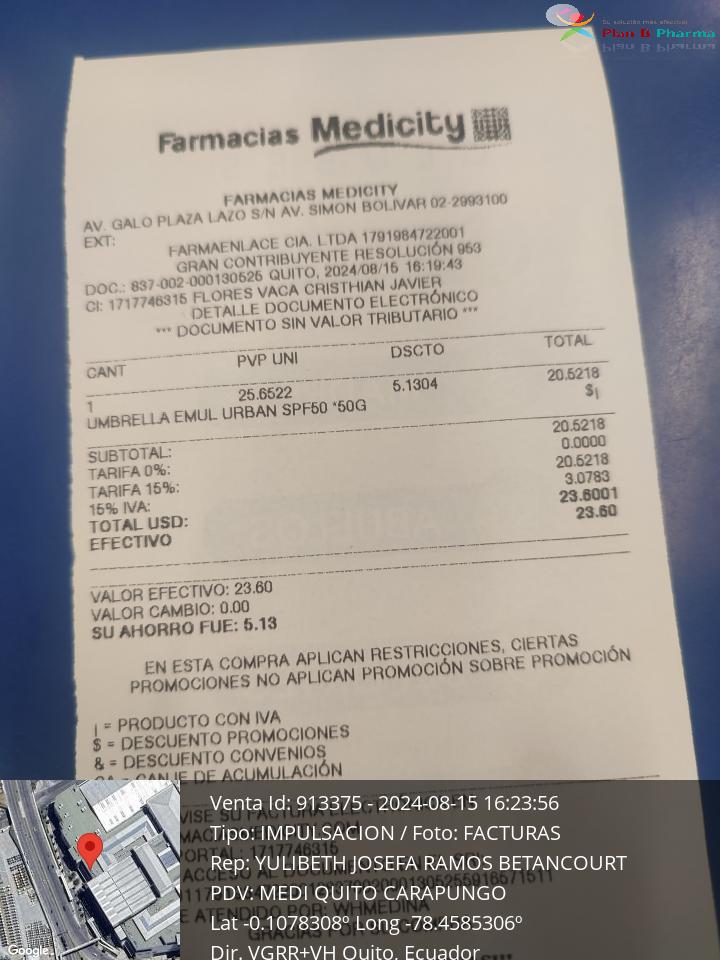 Su solución más efectiva
Plan B Pharma
Farmacias Medicity
FARMACIAS MEDICITY
AV. GALO PLAZA LAZO S/N AV. SIMON BOLIVAR 02-2993100
EXT:
FARMAENLACE CIA. LTDA 1791984722001
GRAN CONTRIBUYENTE RESOLUCIÓN 953
DOC.: 837-002-000130525 QUITO, 2024/08/15 16:19:43
CI: 1717746315 FLORES VACA CRISTHIAN JAVIER
DETALLE DOCUMENTO ELECTRÓNICO
*** DOCUMENTO SIN VALOR TRIBUTARIO ***
CANT PVP UNI DSCTO TOTAL
1 25.6522 5.1304 20.5218
UMBRELLA EMUL URBAN SPF50 *50G $|
SUBTOTAL: 20.5218
TARIFA 0%: 0.0000
TARIFA 15%: 20.5218
15% IVA: 3.0783
TOTAL USD: 23.6001
EFECTIVO 23.60
VALOR EFECTIVO: 23.60
VALOR CAMBIO: 0.00
SU AHORRO FUE: 5.13
EN ESTA COMPRA APLICAN RESTRICCIONES, CIERTAS
PROMOCIONES NO APLICAN PROMOCIÓN SOBRE PROMOCIÓN
| = PRODUCTO CON IVA
$ = DESCUENTO PROMOCIONES
& = DESCUENTO CONVENIOS
CA = CANJE DE ACUMULACIÓN
Venta Id: 913375 - 2024-08-15 16:23:56
Tipo: IMPULSACION / Foto: FACTURAS
Rep: YULIBETH JOSEFA RAMOS BETANCOURT
PDV: MEDI QUITO CARAPUNGO
Lat -0.1078308º Long -78.4585306º
Dir. VGRR+VH Quito, Ecuador
Google